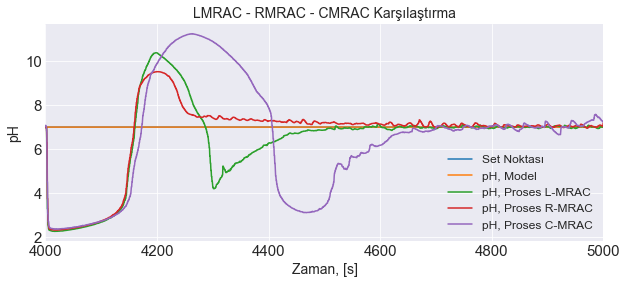 LMRAC - RMRAC - CMRAC Karşılaştırma
pH
10
8
6
4
2
4000 4200 4400 4600 4800 5000
Zaman, [s]
Set Noktası
pH, Model
pH, Proses L-MRAC
pH, Proses R-MRAC
pH, Proses C-MRAC